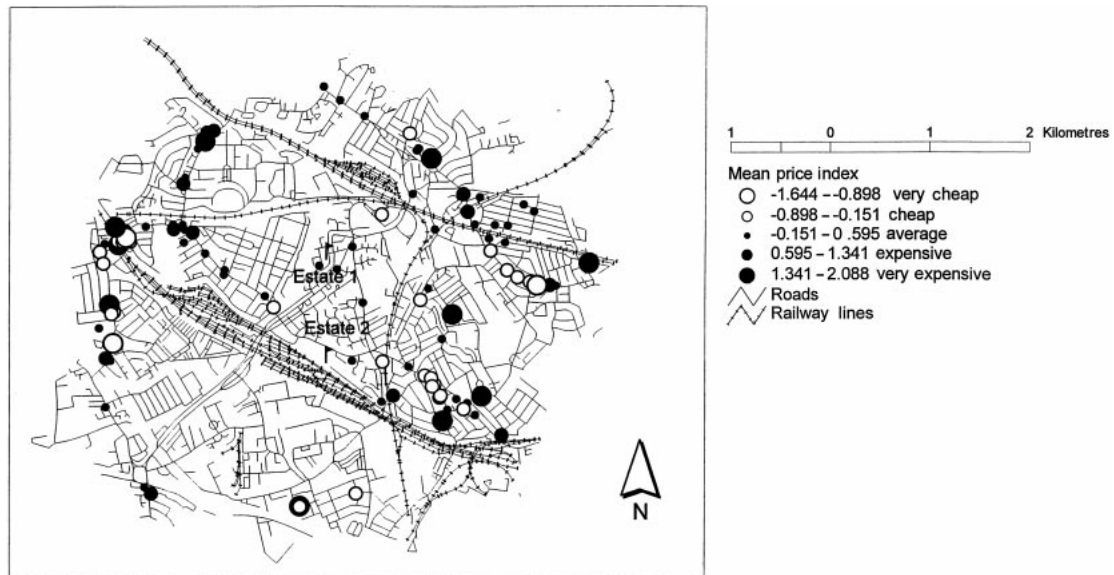 Estate 1
Estate 2
N
1 0 1 2 Kilometres
Mean price index
-1.644 – -0.898 very cheap
-0.898 – -0.151 cheap
-0.151 – 0.595 average
0.595 – 1.341 expensive
1.341 – 2.088 very expensive
Roads
Railway lines